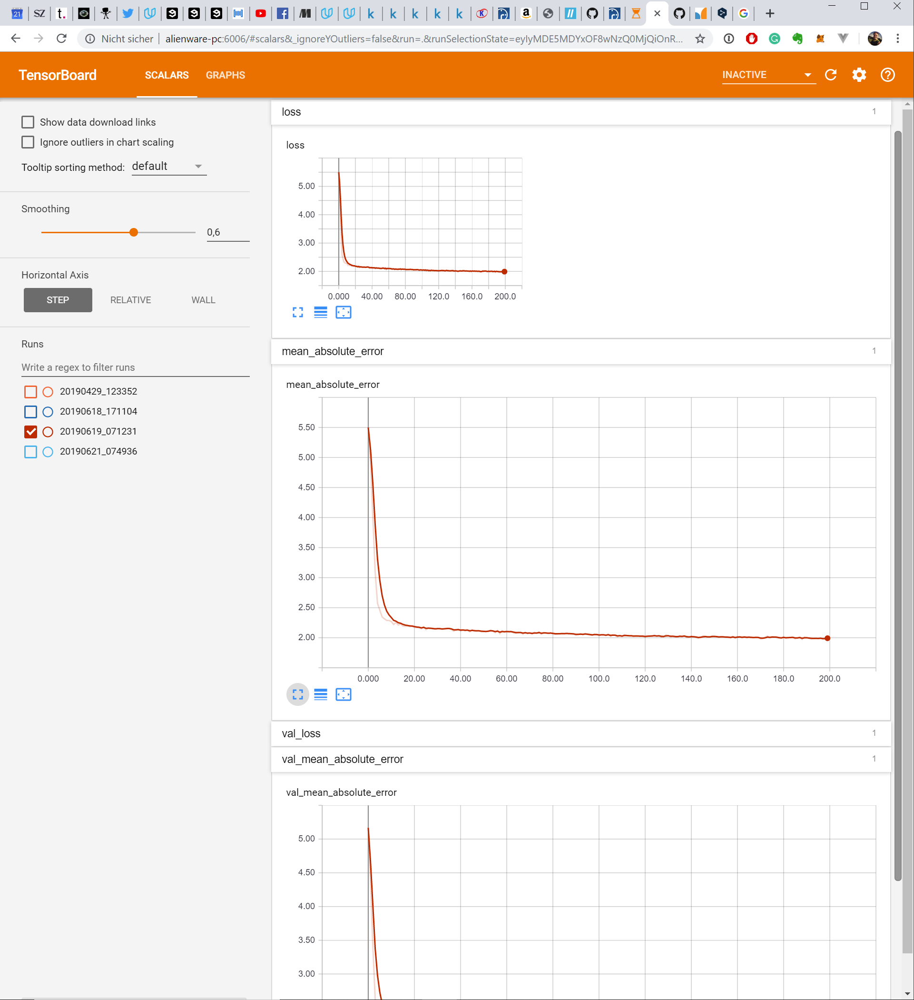 21 SZ t. 9 9 9 M k k k k k K a // G
Nicht sicher | alienware-pc:6006/#scalars&_ignoreYOutliers=false&run=.&runSelectionState=eyIyMDE5MDYxOF8wNzQ0MjQiOnR...
TensorBoard SCALARS GRAPHS INACTIVE
Show data download links
Ignore outliers in chart scaling
Tooltip sorting method: default
Smoothing
0,6
Horizontal Axis
STEP RELATIVE WALL
Runs
Write a regex to filter runs
20190429_123352
20190618_171104
20190619_071231
20190621_074936
loss 1
loss
5.00
4.00
3.00
2.00
0.000 40.00 80.00 120.0 160.0 200.0
mean_absolute_error 1
mean_absolute_error
5.50
5.00
4.50
4.00
3.50
3.00
2.50
2.00
0.000 20.00 40.00 60.00 80.00 100.0 120.0 140.0 160.0 180.0 200.0
val_loss 1
val_mean_absolute_error 1
val_mean_absolute_error
5.00
4.50
4.00
3.50
3.00